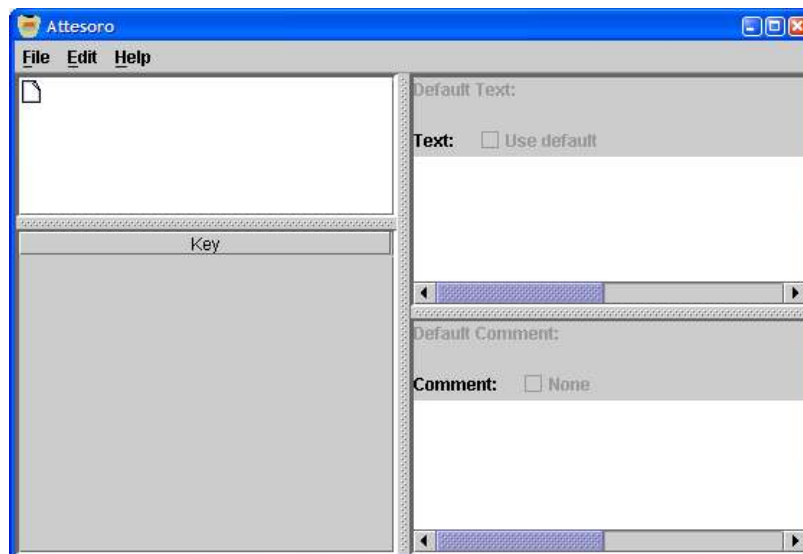 Attesoro
File Edit Help
Default Text:
Text: Use default
Key
Default Comment:
Comment: None